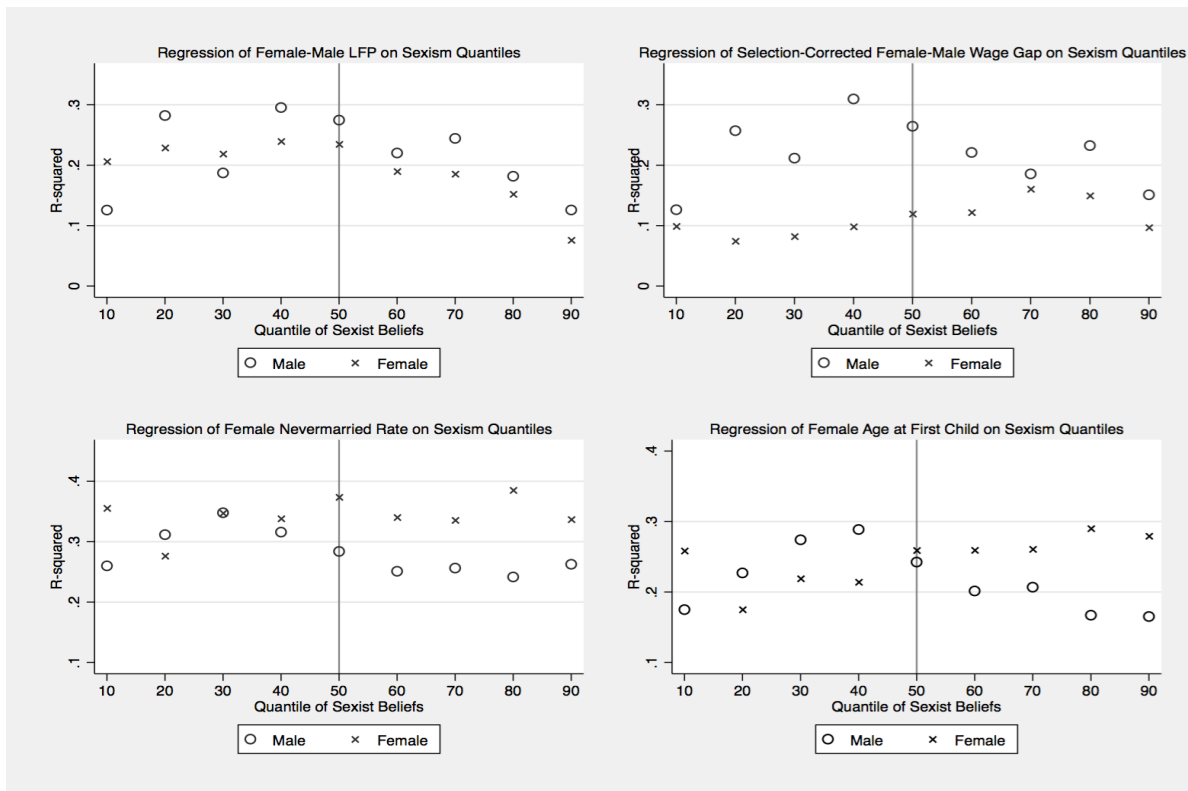 Regression of Female-Male LFP on Sexism Quantiles
R-squared
.3
.2
.1
0
10 20 30 40 50 60 70 80 90
Quantile of Sexist Beliefs
Male Female
Regression of Selection-Corrected Female-Male Wage Gap on Sexism Quantiles
R-squared
.3
.2
.1
0
10 20 30 40 50 60 70 80 90
Quantile of Sexist Beliefs
Male Female
Regression of Female Nevermarried Rate on Sexism Quantiles
R-squared
.4
.3
.2
.1
10 20 30 40 50 60 70 80 90
Quantile of Sexist Beliefs
Male Female
Regression of Female Age at First Child on Sexism Quantiles
R-squared
.4
.3
.2
.1
10 20 30 40 50 60 70 80 90
Quantile of Sexist Beliefs
Male Female